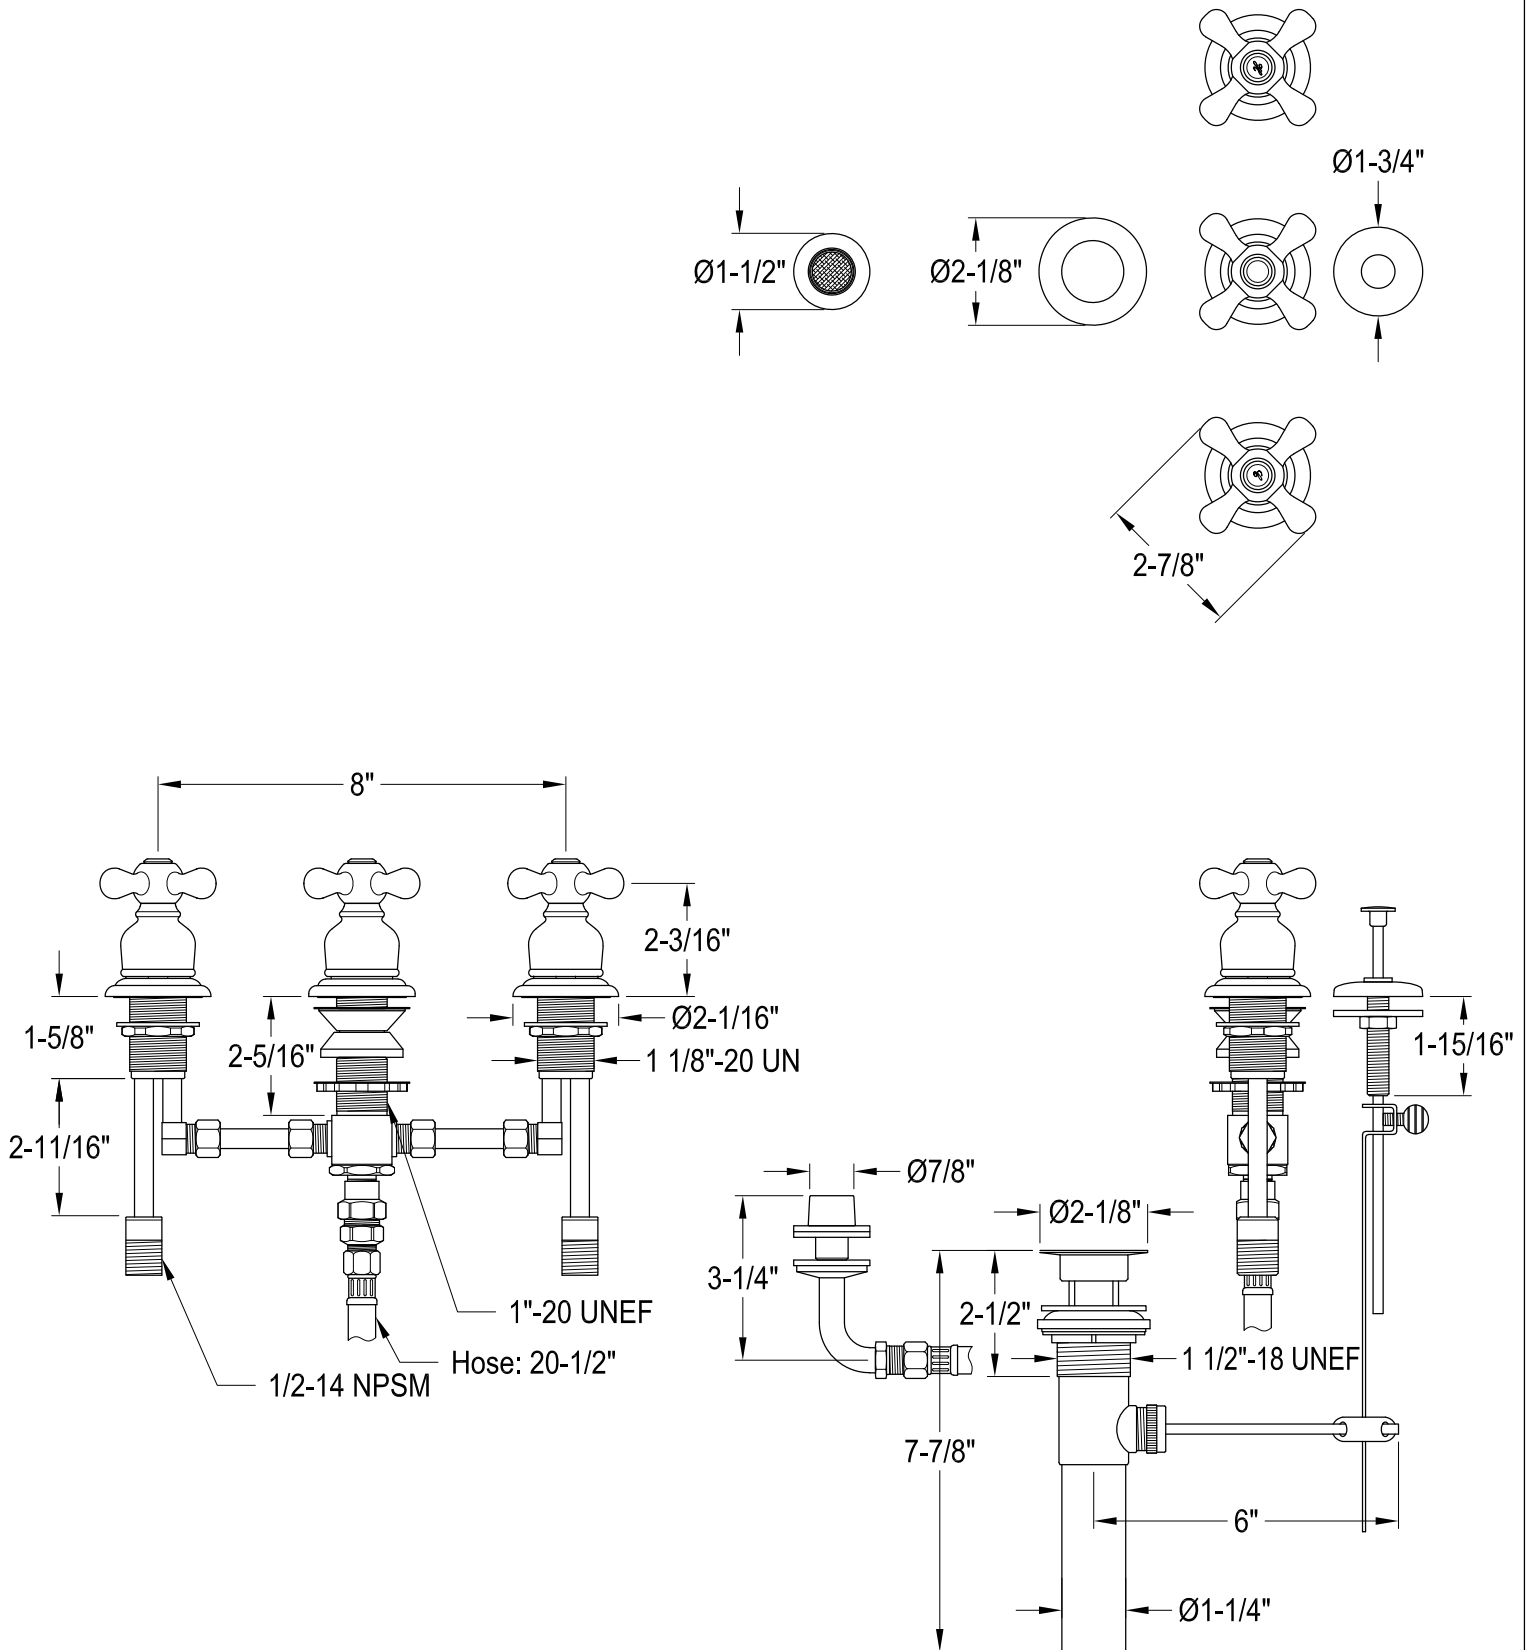 Ø1-3/4"
Ø1-1/2"
Ø2-1/8"
2-7/8"
8"
2-3/16"
1-5/8"
2-5/16"
Ø2-1/16"
1 1/8"-20 UN
1-15/16"
2-11/16"
Ø7/8"
Ø2-1/8"
3-1/4"
2-1/2"
1"-20 UNEF
Hose: 20-1/2"
1 1/2"-18 UNEF
1/2-14 NPSM
7-7/8"
6"
Ø1-1/4"